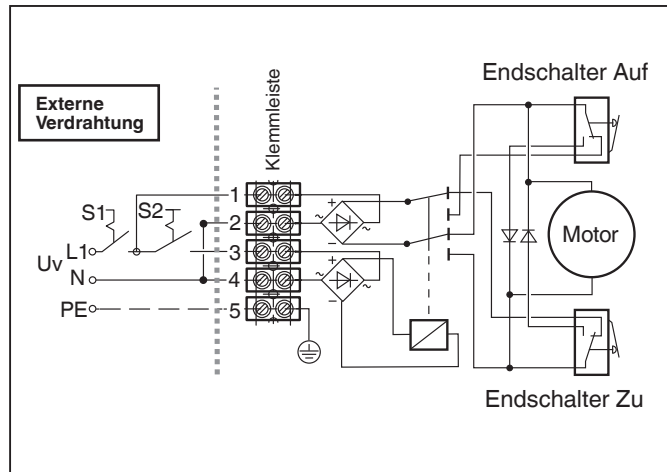 Externe
Verdrahtung
Klemmleiste
Endschalter Auf
S1
S2
Uv
L1
N
PE
1
2
3
4
5
+
~
~
–
+
~
~
–
Motor
Endschalter Zu